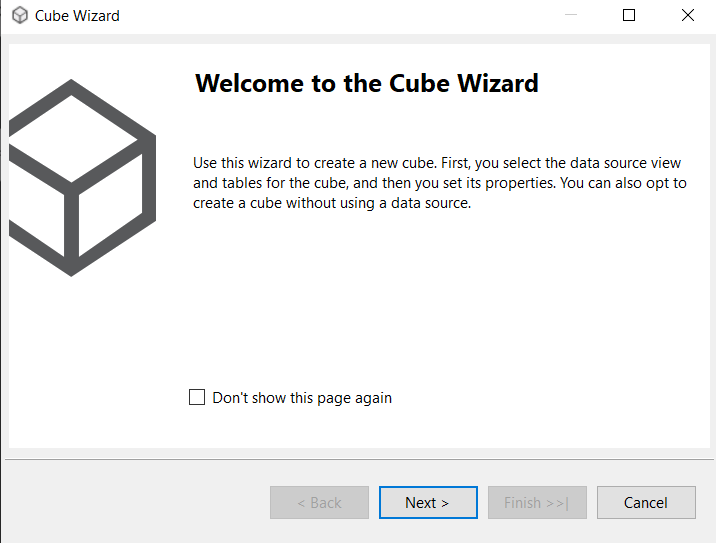 Cube Wizard
Welcome to the Cube Wizard
Use this wizard to create a new cube. First, you select the data source view
and tables for the cube, and then you set its properties. You can also opt to
create a cube without using a data source.
Don't show this page again
< Back
Next >
Finish >>|
Cancel